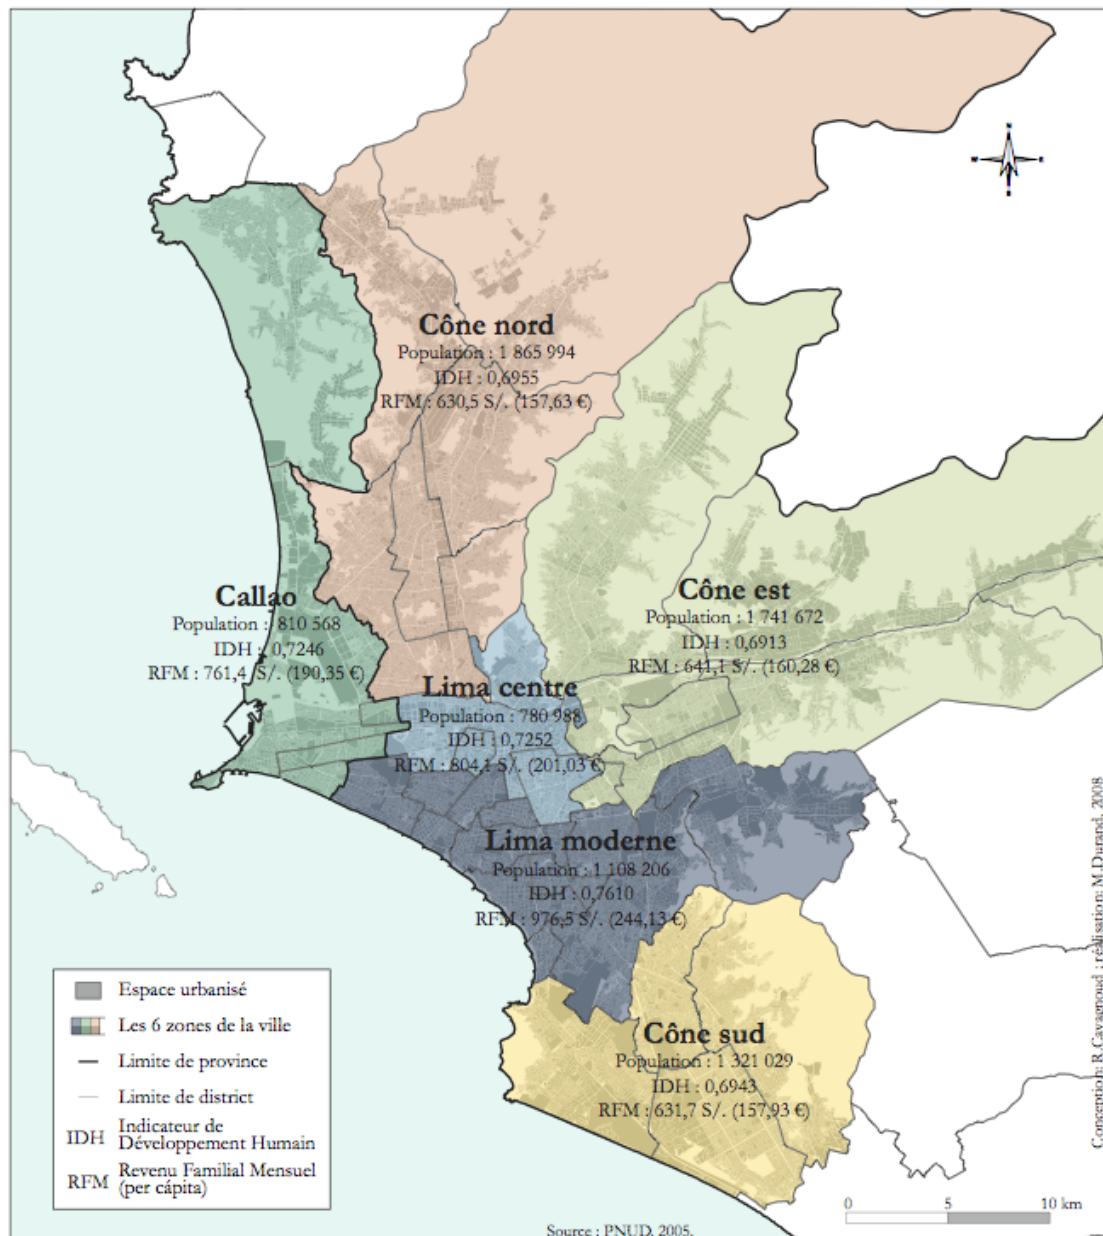 N
W E
S
Cône nord
Population : 1 865 994
IDH : 0,6955
RFM : 630,5 S/. (157,63 €)
Cône est
Population : 1 741 672
IDH : 0,6913
RFM : 641,1 S/. (160,28 €)
Callao
Population : 810 568
IDH : 0,7246
RFM : 761,4 S/. (190,35 €)
Lima centre
Population : 780 988
IDH : 0,7252
RFM : 804,1 S/. (201,03 €)
Lima moderne
Population : 1 108 206
IDH : 0,7610
RFM : 976,5 S/. (244,13 €)
Cône sud
Population : 1 321 029
IDH : 0,6943
RFM : 631,7 S/. (157,93 €)
Espace urbanisé
Les 6 zones de la ville
Limite de province
Limite de district
IDH Indicateur de
Développement Humain
RFM Revenu Familial Mensuel
(per cápita)
0 5 10 km
Source : PNUD, 2005.
Conception: R.Cavagnoud ; réalisation: M.Durand, 2008